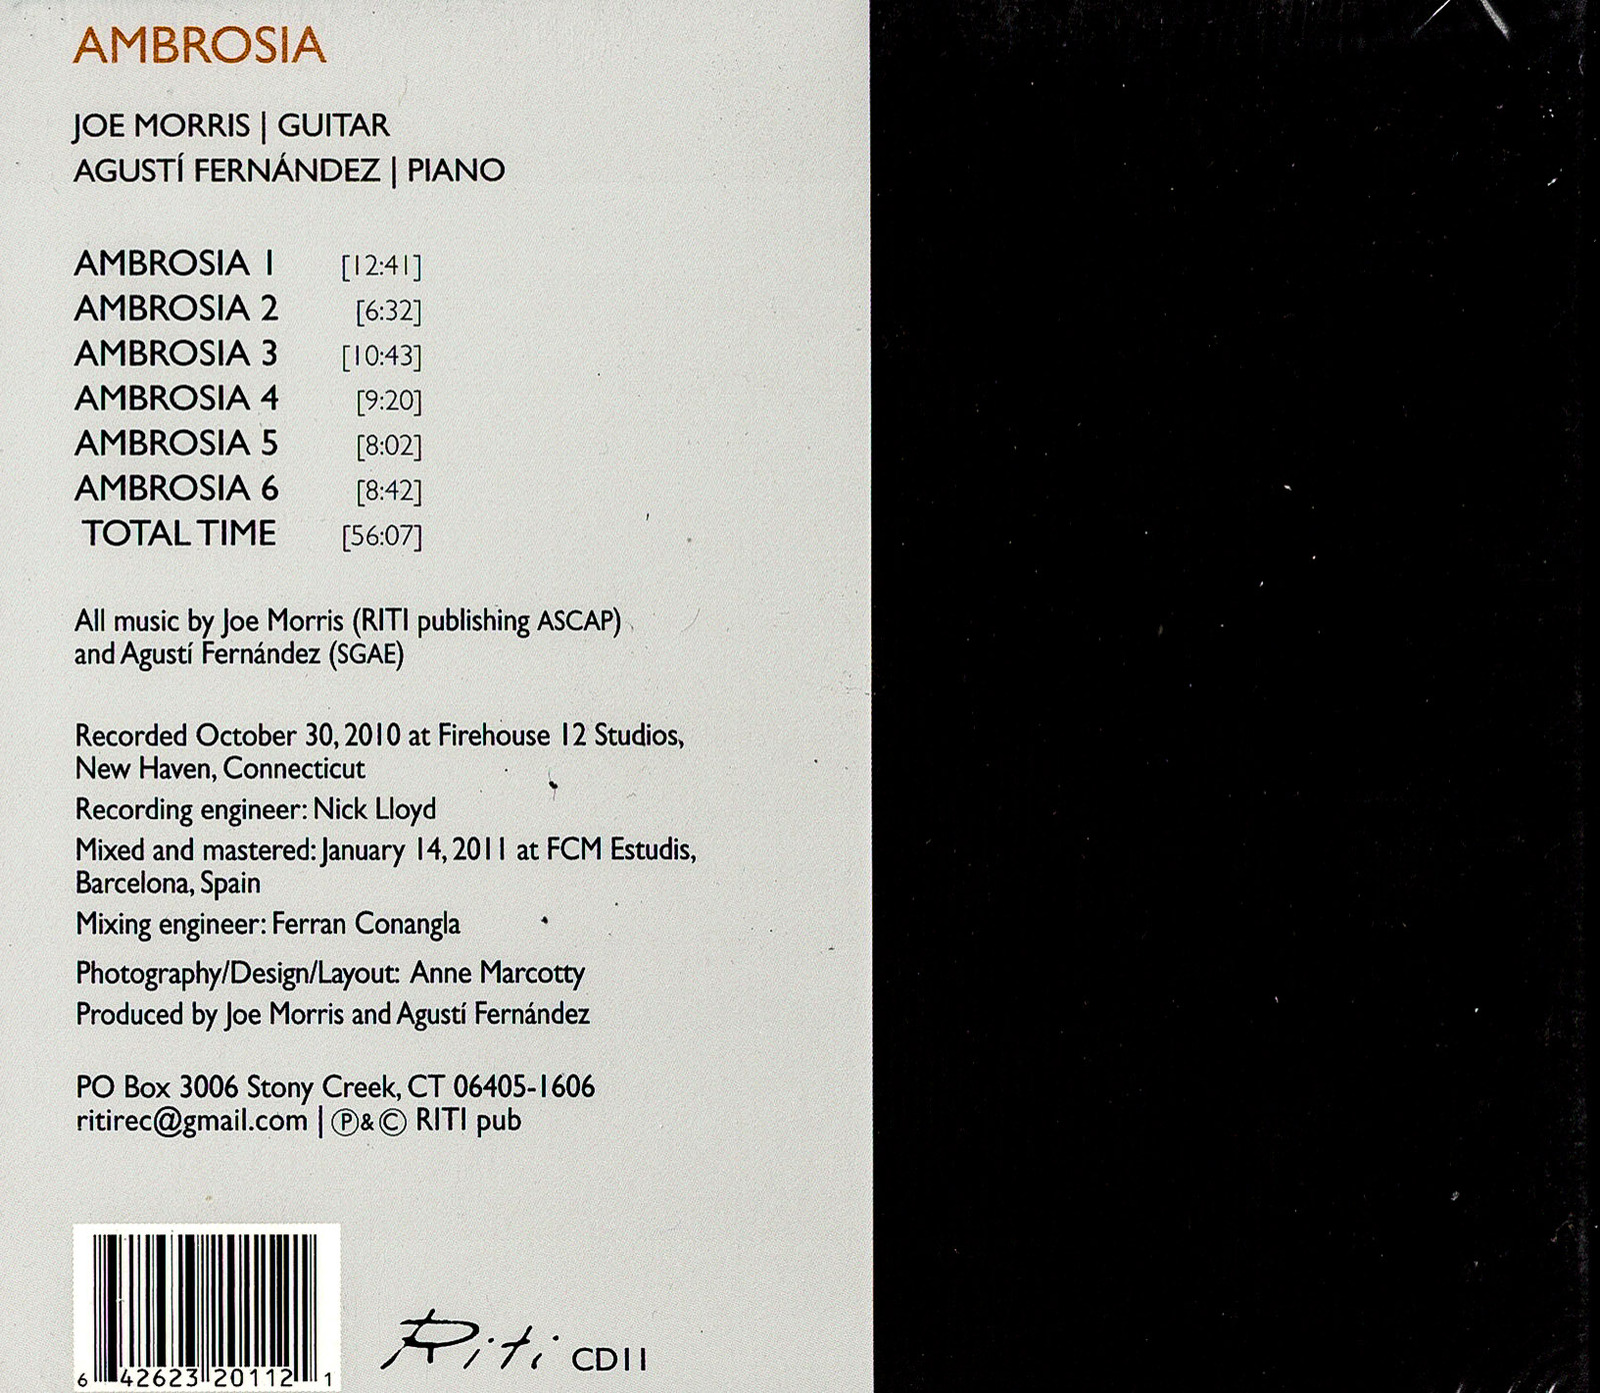 AMBROSIA
JOE MORRIS | GUITAR
AGUSTÍ FERNÁNDEZ | PIANO
AMBROSIA 1 [12:41]
AMBROSIA 2 [6:32]
AMBROSIA 3 [10:43]
AMBROSIA 4 [9:20]
AMBROSIA 5 [8:02]
AMBROSIA 6 [8:42]
TOTAL TIME [56:07]
All music by Joe Morris (RITI publishing ASCAP)
and Agustí Fernández (SGAE)
Recorded October 30, 2010 at Firehouse 12 Studios,
New Haven, Connecticut
Recording engineer: Nick Lloyd
Mixed and mastered: January 14, 2011 at FCM Estudis,
Barcelona, Spain
Mixing engineer: Ferran Conangla
Photography/Design/Layout: Anne Marcotty
Produced by Joe Morris and Agustí Fernández
PO Box 3006 Stony Creek, CT 06405-1606
ritirec@gmail.com | ℗&© RITI pub
6 42623 20112 1
Riti CD11